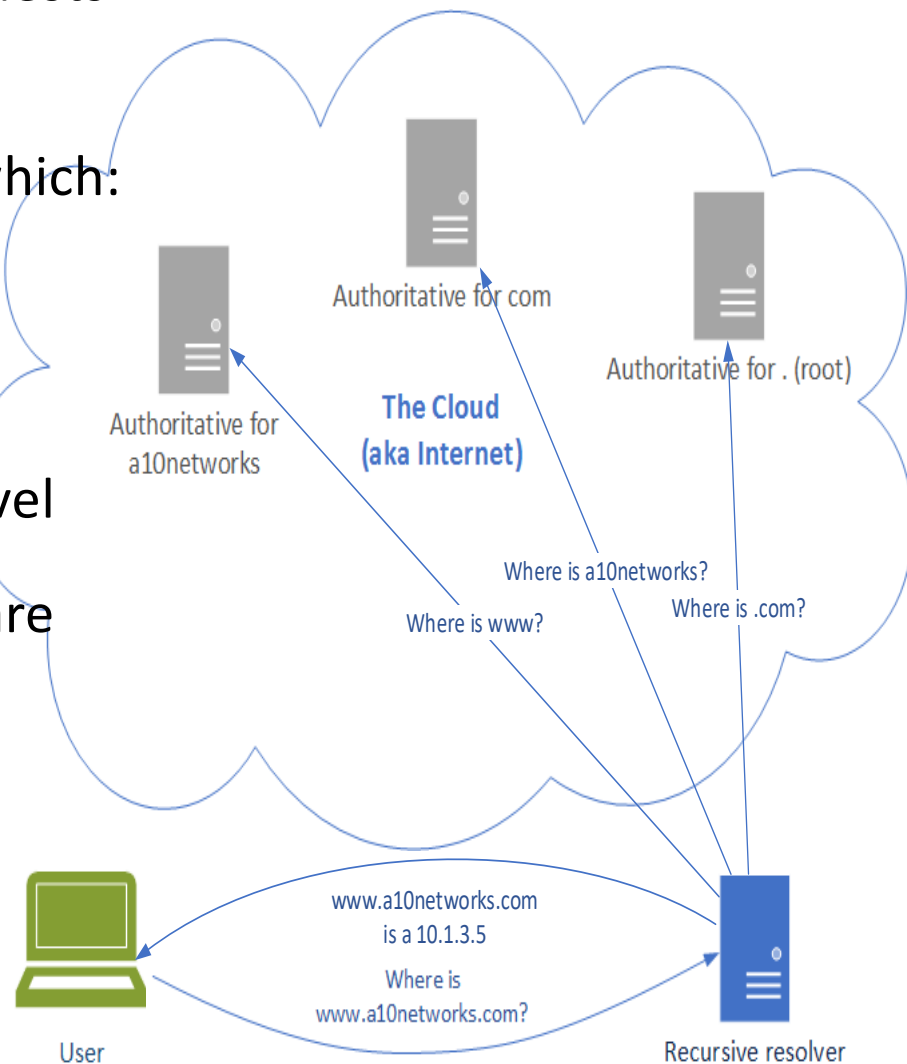 which:
vel
are
Authoritative for com
Authoritative for . (root)
Authoritative for
a10networks
The Cloud
(aka Internet)
Where is a10networks?
Where is .com?
Where is www?
www.a10networks.com
is a 10.1.3.5
Where is
www.a10networks.com?
User
Recursive resolver